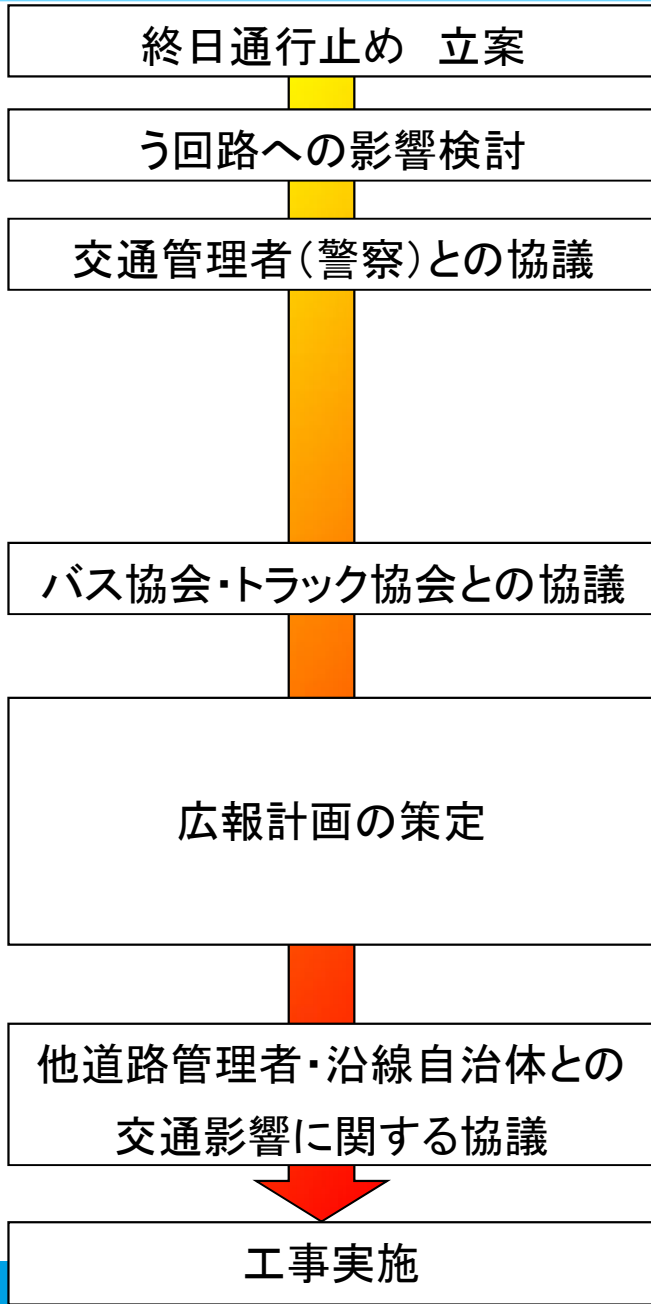 終日通行止め　立案
う回路への影響検討
交通管理者（警察）との協議
バス協会・トラック協会との協議
広報計画の策定
他道路管理者・沿線自治体との
交通影響に関する協議
工事実施